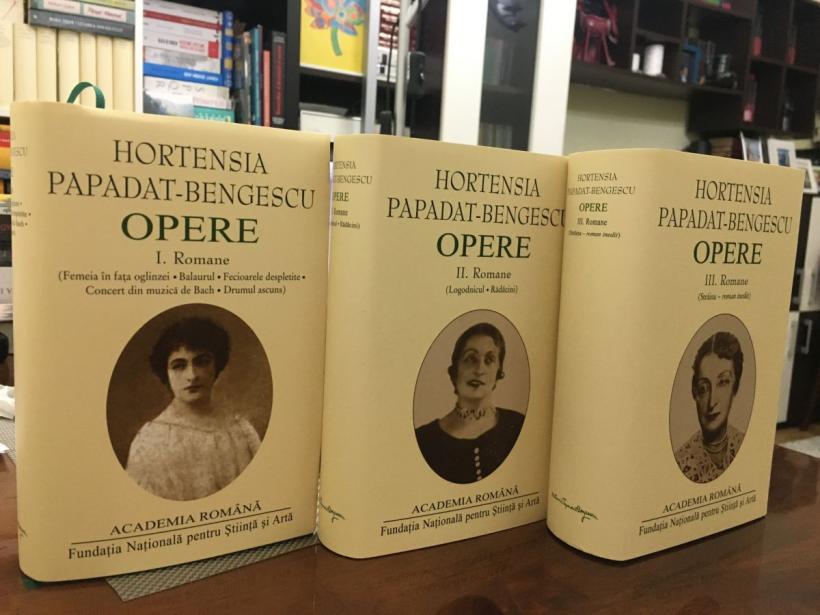 HORTENSIA
PAPADAT-BENGESCU
OPERE
I. Romane
(Femeia în fața oglinzei • Balaurul • Fecioarele despletite •
Concert din muzică de Bach • Drumul ascuns)
ACADEMIA ROMÂNĂ
Fundația Națională pentru Știință și Artă
HORTENSIA
PAPADAT-BENGESCU
OPERE
II. Romane
(Logodnicul • Rădăcini)
ACADEMIA ROMÂNĂ
Fundația Națională pentru Știință și Artă
HORTENSIA
PAPADAT-BENGESCU
OPERE
III. Romane
(Străina – roman inedit)
HORTENSIA
PAPADAT-BENGESCU
OPERE
III. Romane
(Străina – roman inedit)
ACADEMIA ROMÂNĂ
Fundația Națională pentru Știință și Artă